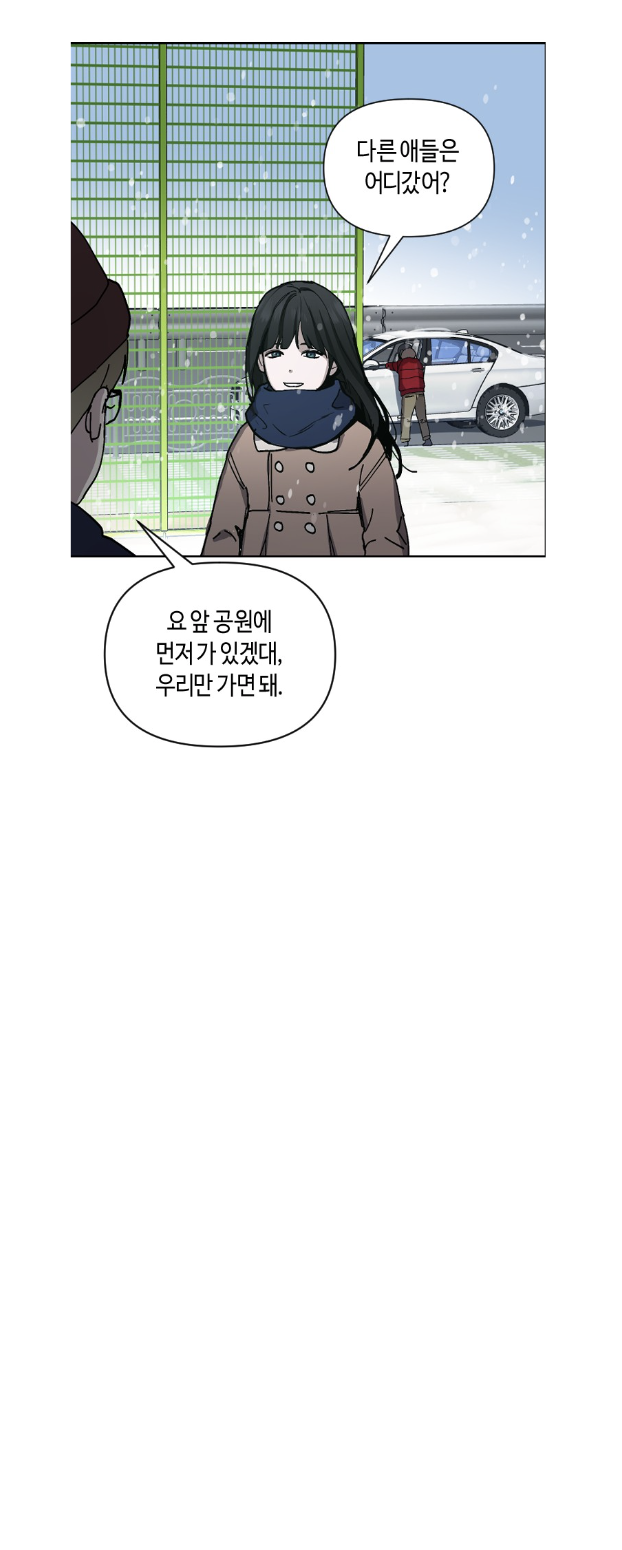 다른 애들은
어디갔어?
요 앞 공원에
먼저 가 있겠대,
우리만 가면 돼.